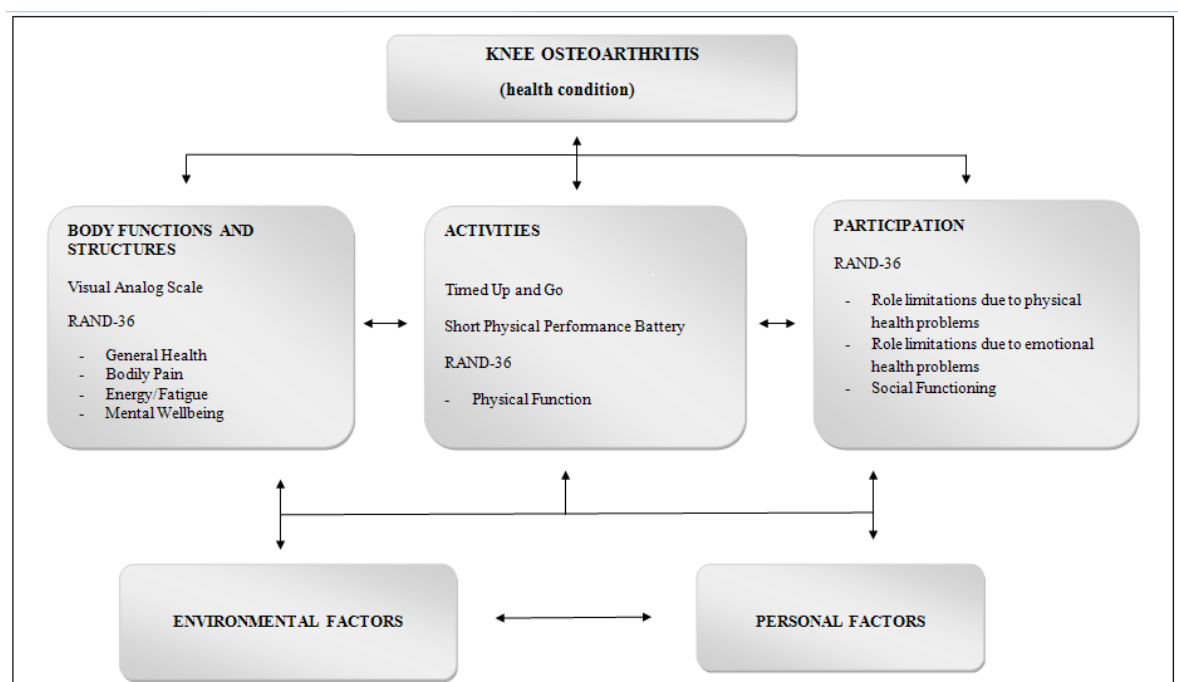 KNEE OSTEOARTHRITIS
(health condition)
BODY FUNCTIONS AND
STRUCTURES
Visual Analog Scale
RAND-36
- General Health
- Bodily Pain
- Energy/Fatigue
- Mental Wellbeing
ACTIVITIES
Timed Up and Go
Short Physical Performance Battery
RAND-36
- Physical Function
PARTICIPATION
RAND-36
- Role limitations due to physical
health problems
- Role limitations due to emotional
health problems
- Social Functioning
ENVIRONMENTAL FACTORS
PERSONAL FACTORS